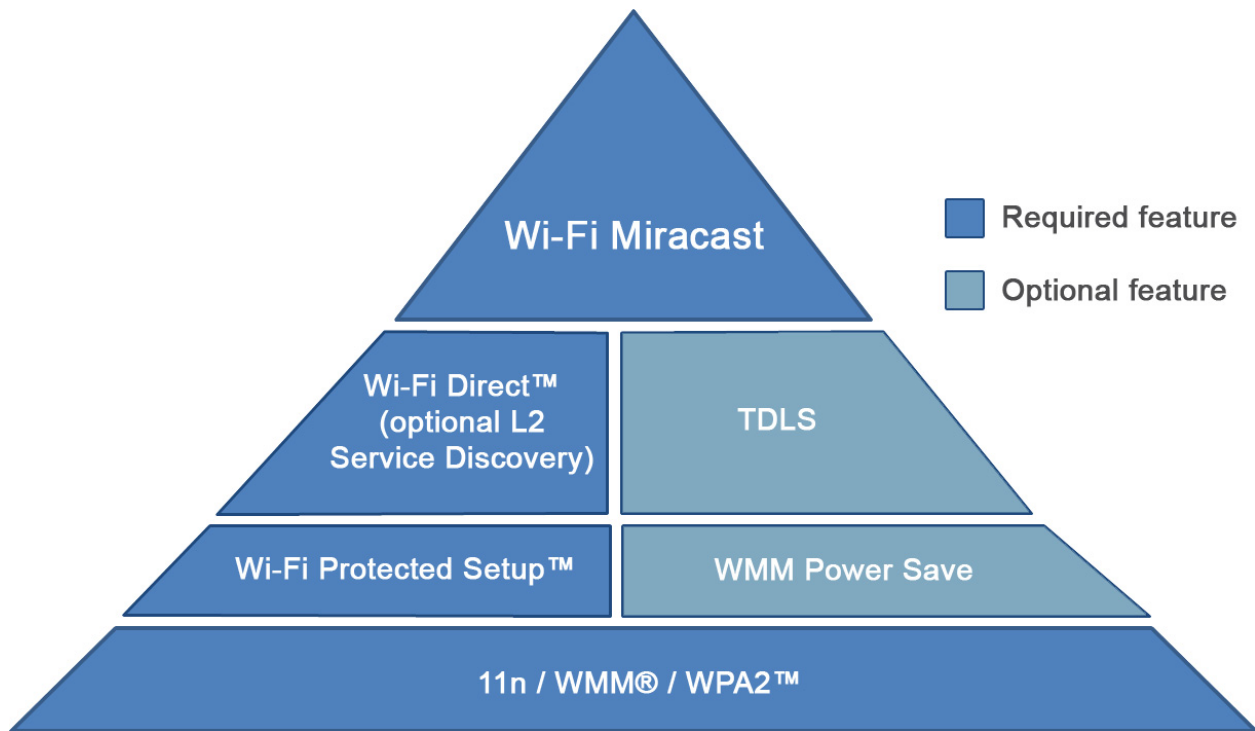 Wi-Fi Miracast
Required feature
Optional feature
Wi-Fi Direct™
(optional L2
Service Discovery)
TDLS
Wi-Fi Protected Setup™
WMM Power Save
11n / WMM® / WPA2™